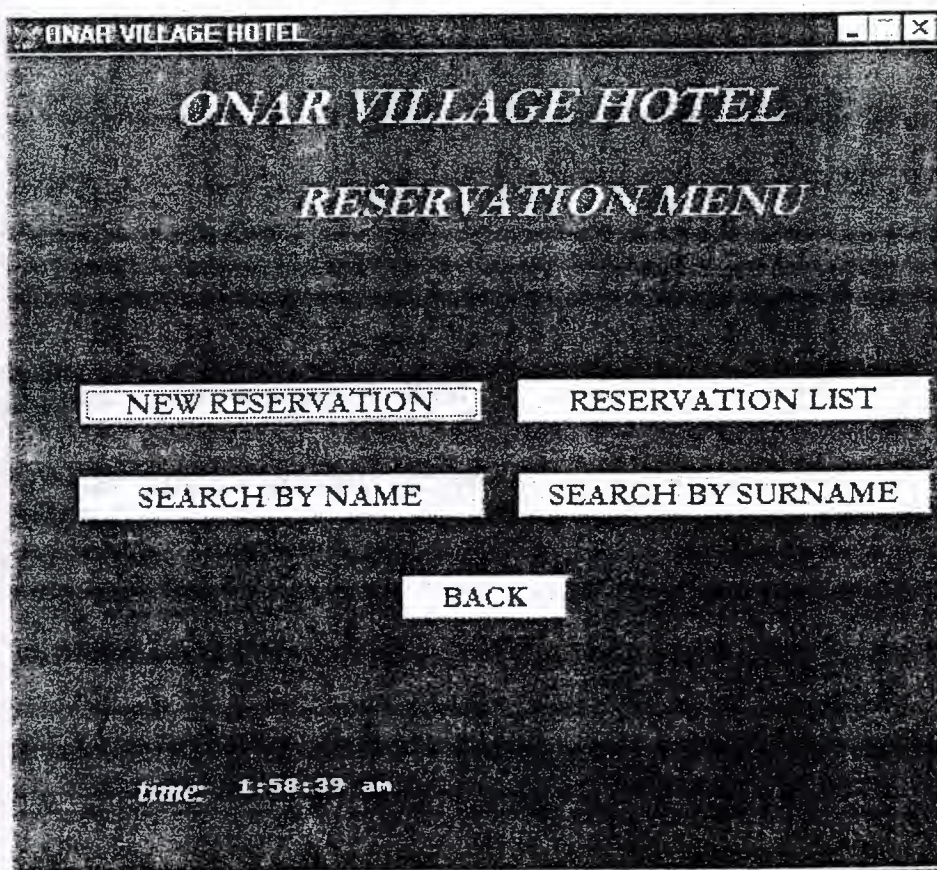 ONAR VILLAGE HOTEL
ONAR VILLAGE HOTEL
RESERVATION MENU
NEW RESERVATION
RESERVATION LIST
SEARCH BY NAME
SEARCH BY SURNAME
BACK
time: 1:58:39 am